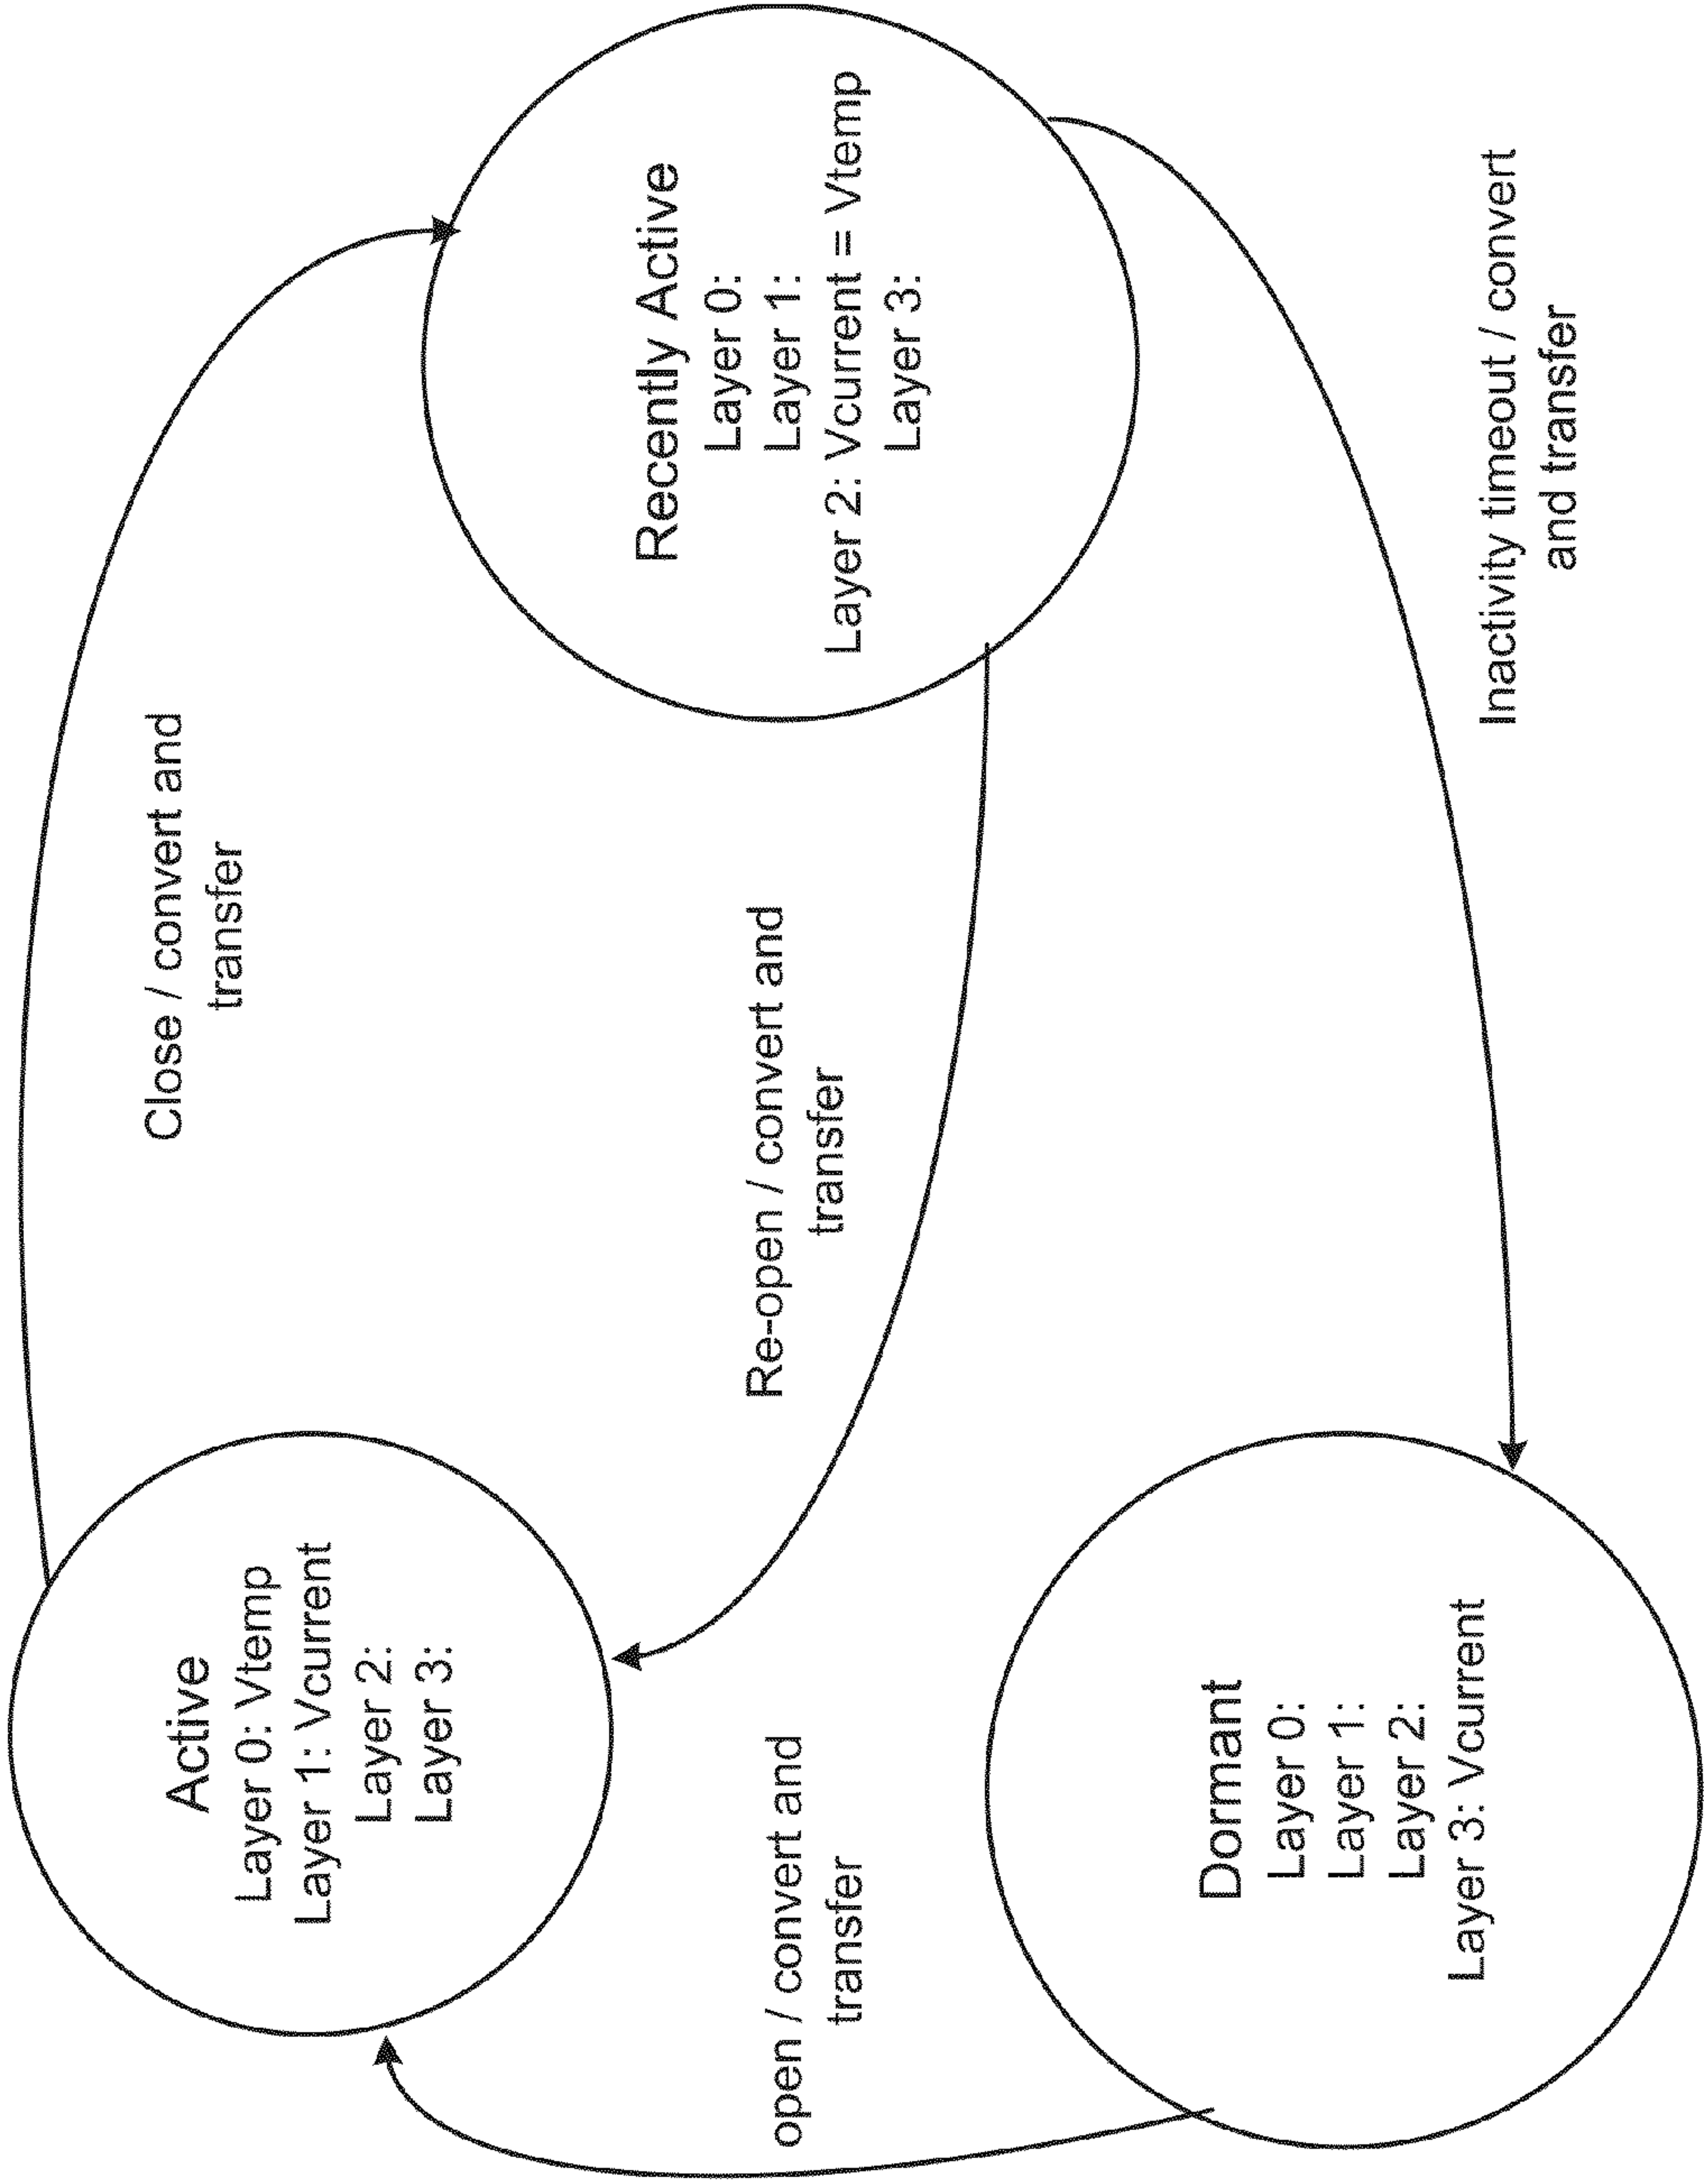 Active
Layer 0: Vtemp
Layer 1: Vcurrent
Layer 2:
Layer 3:
Close / convert and
transfer
Recently Active
Layer 0:
Layer 1:
Layer 2: Vcurrent = Vtemp
Layer 3:
Re-open / convert and
transfer
open / convert and
transfer
Dormant
Layer 0:
Layer 1:
Layer 2:
Layer 3: Vcurrent
Inactivity timeout / convert
and transfer